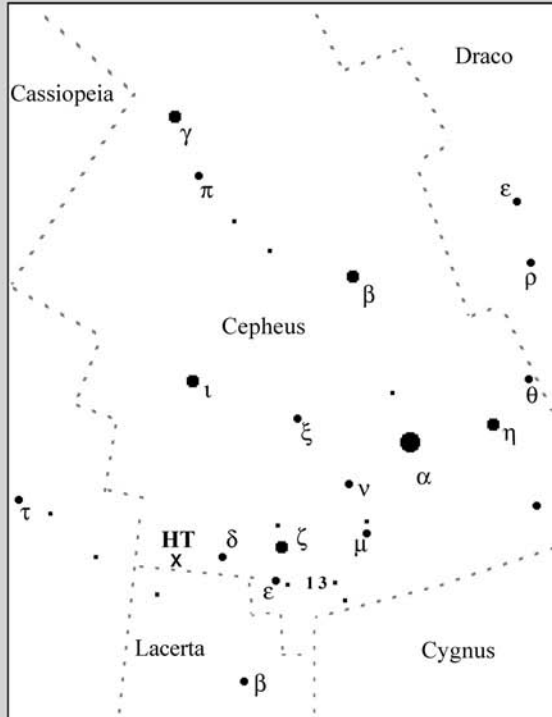 Draco
Cassiopeia
γ
π
ε
ρ
β
Cepheus
ι
θ
ξ
η
α
ν
τ
HT
δ
ζ
μ
x
ε
13
Lacerta
Cygnus
β